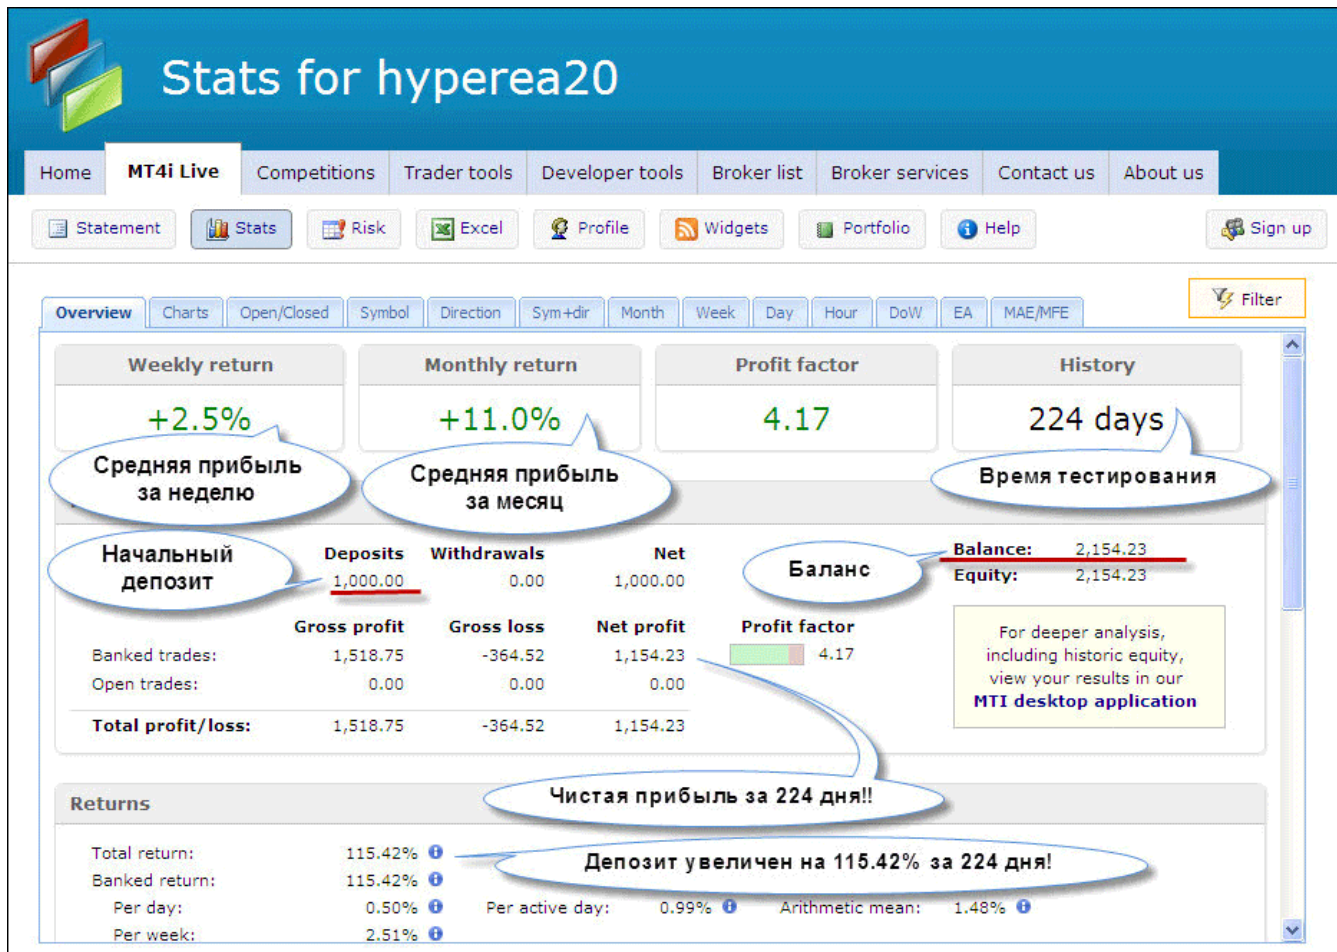 Stats for hyperea20
Home MT4i Live Competitions Trader tools Developer tools Broker list Broker services Contact us About us
Statement Stats Risk Excel Profile Widgets Portfolio Help Sign up
Filter
Overview Charts Open/Closed Symbol Direction Sym+dir Month Week Day Hour DoW EA MAE/MFE
Weekly return Monthly return Profit factor History
+2.5% +11.0% 4.17 224 days
Средняя прибыль
за неделю
Средняя прибыль
за месяц
Время тестирования
Начальный
депозит
Deposits Withdrawals Net
1,000.00 0.00 1,000.00
Баланс
Balance: 2,154.23
Equity: 2,154.23
Gross profit Gross loss Net profit Profit factor
Banked trades: 1,518.75 -364.52 1,154.23 4.17
Open trades: 0.00 0.00 0.00
Total profit/loss: 1,518.75 -364.52 1,154.23
For deeper analysis,
including historic equity,
view your results in our
MTI desktop application
Чистая прибыль за 224 дня!!
Returns
Total return: 115.42%
Депозит увеличен на 115.42% за 224 дня!
Banked return: 115.42%
Per day: 0.50% Per active day: 0.99% Arithmetic mean: 1.48%
Per week: 2.51%